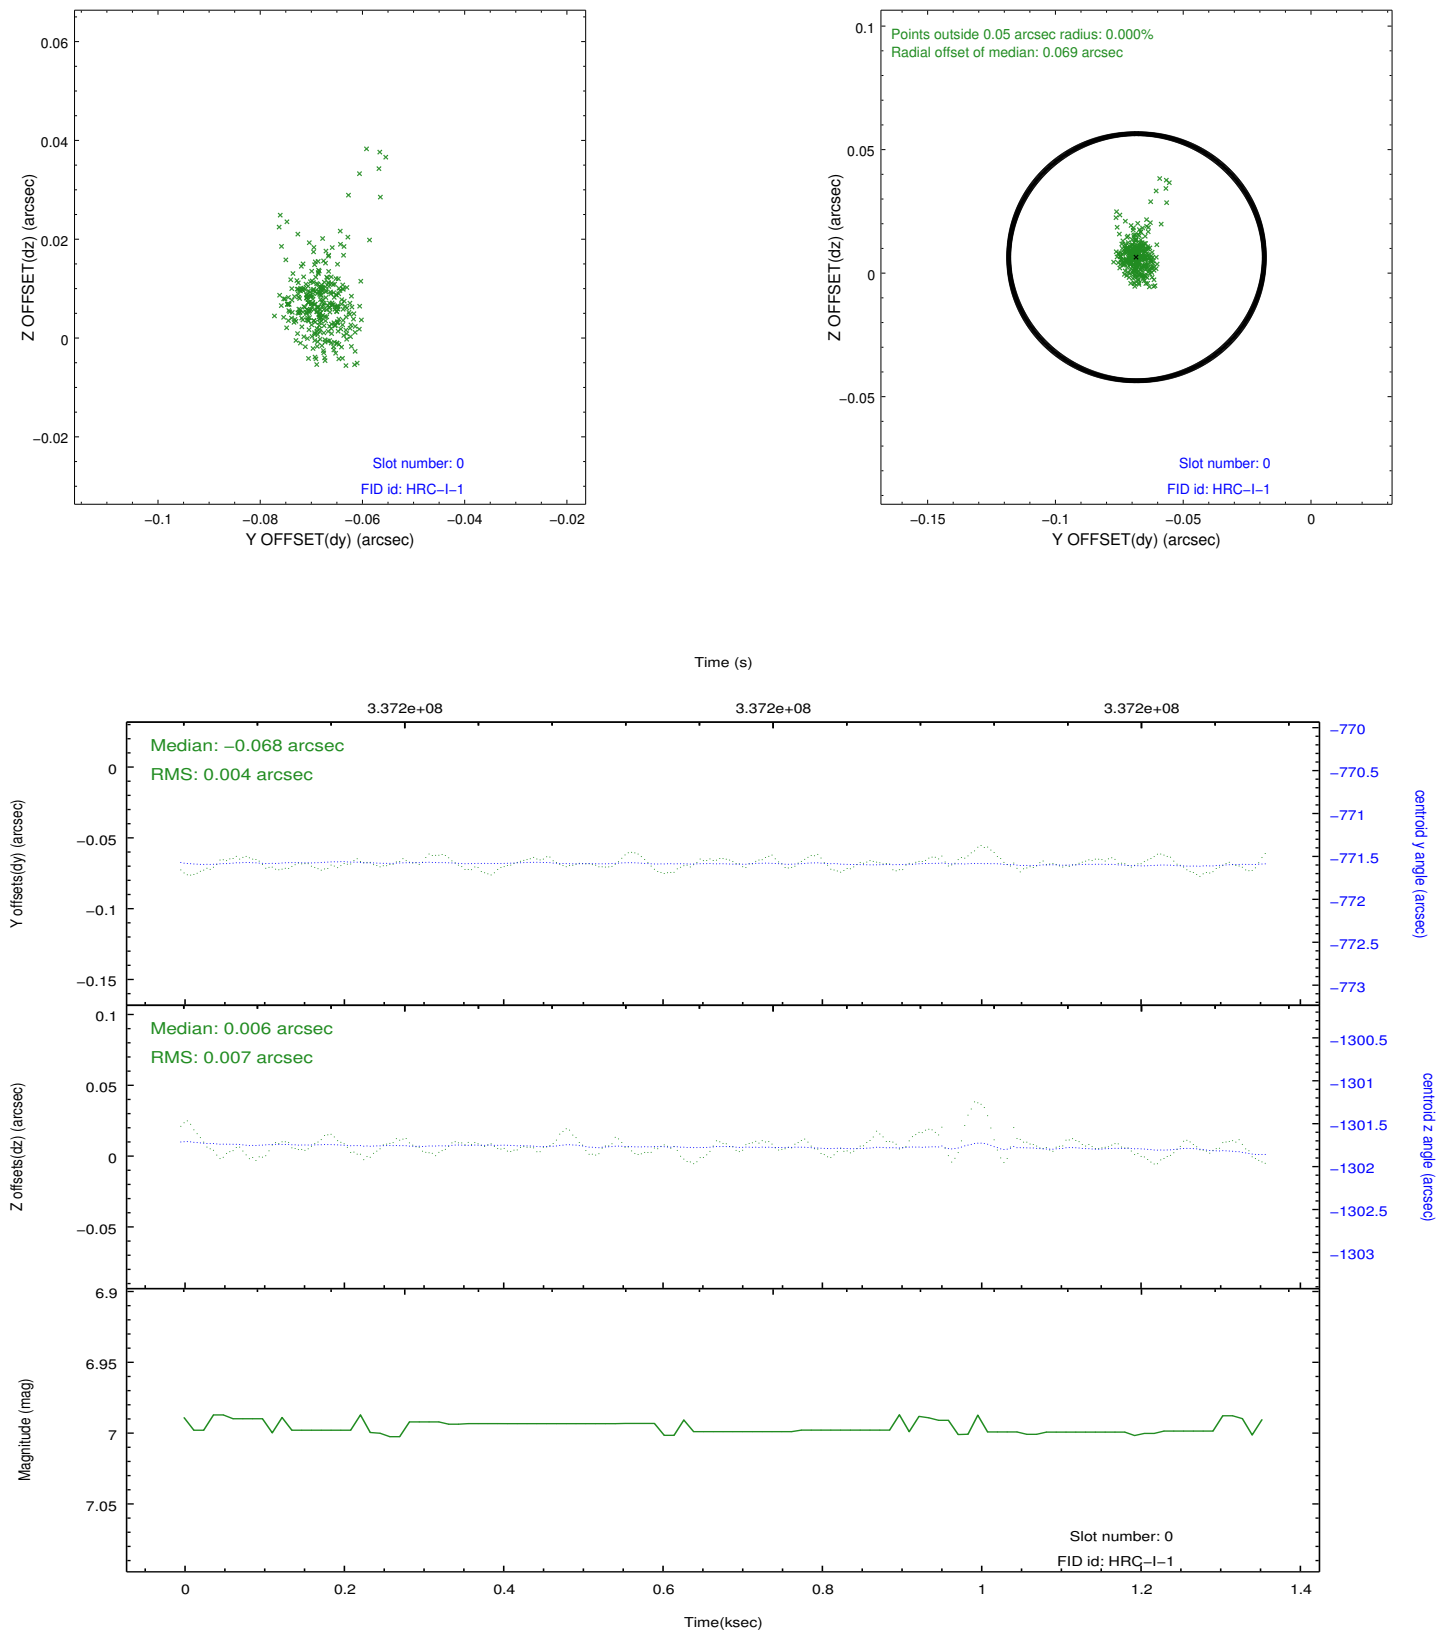 0.06
0.04
0.02
0
−0.02
Z OFFSET(dz) (arcsec)
Slot number: 0
FID id: HRC−I−1
−0.1
−0.08
−0.06
−0.04
−0.02
Y OFFSET(dy) (arcsec)
Points outside 0.05 arcsec radius: 0.000%
Radial offset of median: 0.069 arcsec
0.1
0.05
0
−0.05
Z OFFSET(dz) (arcsec)
Slot number: 0
FID id: HRC−I−1
−0.15
−0.1
−0.05
0
Y OFFSET(dy) (arcsec)
Time (s)
3.372e+08
3.372e+08
3.372e+08
Median: −0.068 arcsec
RMS: 0.004 arcsec
0
−0.05
−0.1
−0.15
Y offsets(dy) (arcsec)
−770
−770.5
−771
−771.5
−772
−772.5
−773
centroid y angle (arcsec)
Median: 0.006 arcsec
RMS: 0.007 arcsec
0.1
0.05
0
−0.05
Z offsets(dz) (arcsec)
−1300.5
−1301
−1301.5
−1302
−1302.5
−1303
centroid z angle (arcsec)
6.9
6.95
7
7.05
Magnitude (mag)
Slot number: 0
FID id: HRC−I−1
0
0.2
0.4
0.6
0.8
1
1.2
1.4
Time(ksec)